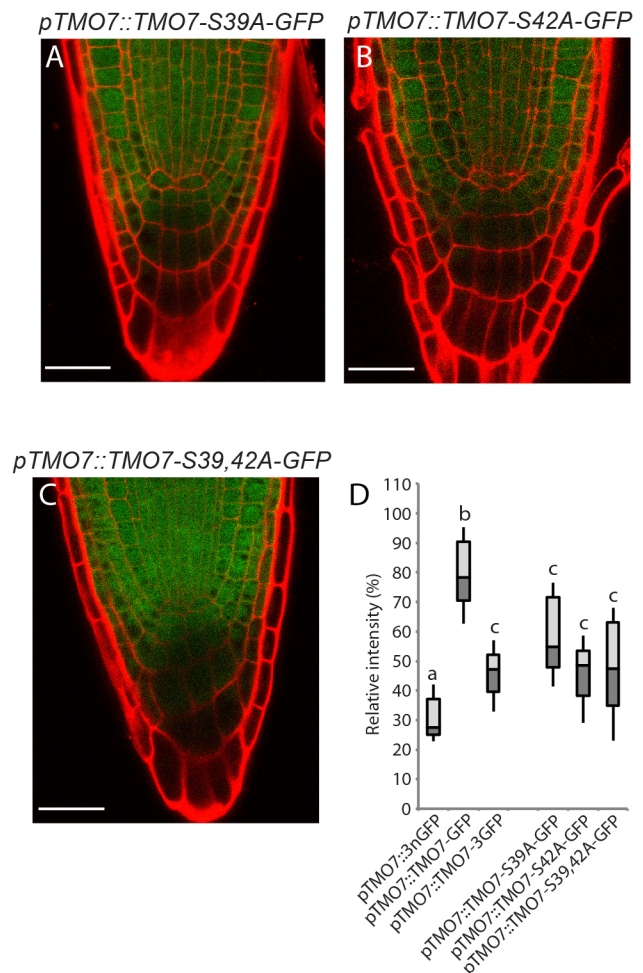 pTMO7::TMO7-S39A-GFP
pTMO7::TMO7-S42A-GFP
A
B
pTMO7::TMO7-S39,42A-GFP
C
D
110
100
90
80
70
60
50
40
30
20
10
0
Relative intensity (%)
a
b
c
c
c
c
pTMO7::3nGFP
pTMO7::TMO7-GFP
pTMO7::TMO7-3GFP
pTMO7::TMO7-S39A-GFP
pTMO7::TMO7-S42A-GFP
pTMO7::TMO7-S39,42A-GFP